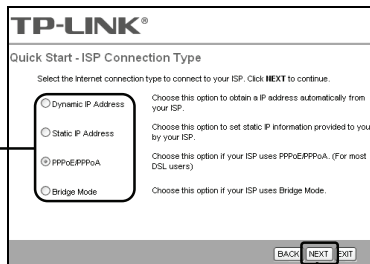 TP-LINK®
Quick Start - ISP Connection Type
Select the Internet connection type to connect to your ISP. Click NEXT to continue.
Dynamic IP Address
Choose this option to obtain a IP address automatically from
your ISP.
Static IP Address
Choose this option to set static IP information provided to you
by your ISP.
PPPoE/PPPoA
Choose this option if your ISP uses PPPoE/PPPoA. (For most
DSL users)
Bridge Mode
Choose this option if your ISP uses Bridge Mode.
BACK NEXT EXIT